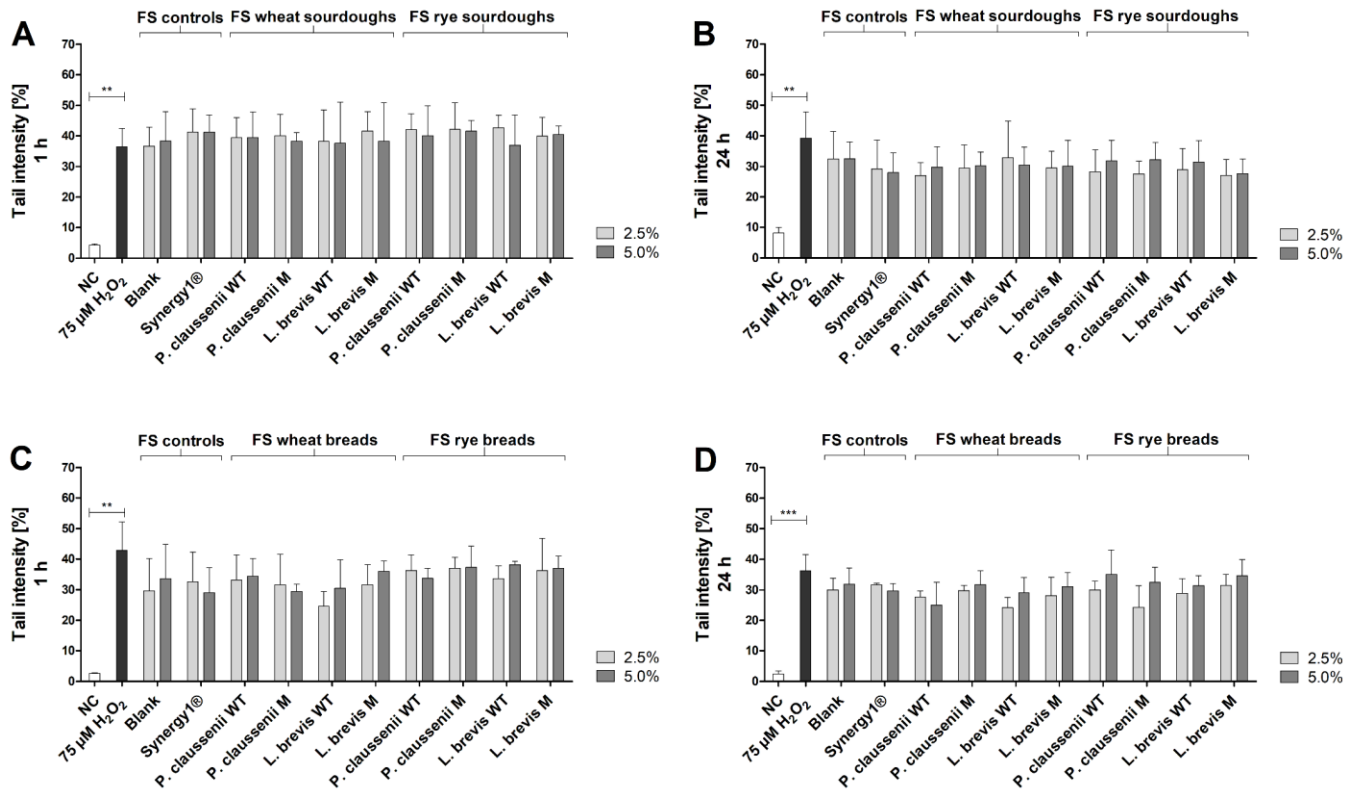 A
FS controls
FS wheat sourdoughs
FS rye sourdoughs
Tail intensity [%]
1 h
70
60
50
40
30
20
10
0
**
NC
75 µM H₂O₂
Blank
Synergy1®
P. claussenii WT
P. claussenii M
L. brevis WT
L. brevis M
P. claussenii WT
P. claussenii M
L. brevis WT
L. brevis M
2.5%
5.0%
B
FS controls
FS wheat sourdoughs
FS rye sourdoughs
Tail intensity [%]
24 h
70
60
50
40
30
20
10
0
**
NC
75 µM H₂O₂
Blank
Synergy1®
P. claussenii WT
P. claussenii M
L. brevis WT
L. brevis M
P. claussenii WT
P. claussenii M
L. brevis WT
L. brevis M
2.5%
5.0%
C
FS controls
FS wheat breads
FS rye breads
Tail intensity [%]
1 h
70
60
50
40
30
20
10
0
**
NC
75 µM H₂O₂
Blank
Synergy1®
P. claussenii WT
P. claussenii M
L. brevis WT
L. brevis M
P. claussenii WT
P. claussenii M
L. brevis WT
L. brevis M
2.5%
5.0%
D
FS controls
FS wheat breads
FS rye breads
Tail intensity [%]
24 h
70
60
50
40
30
20
10
0
***
NC
75 µM H₂O₂
Blank
Synergy1®
P. claussenii WT
P. claussenii M
L. brevis WT
L. brevis M
P. claussenii WT
P. claussenii M
L. brevis WT
L. brevis M
2.5%
5.0%